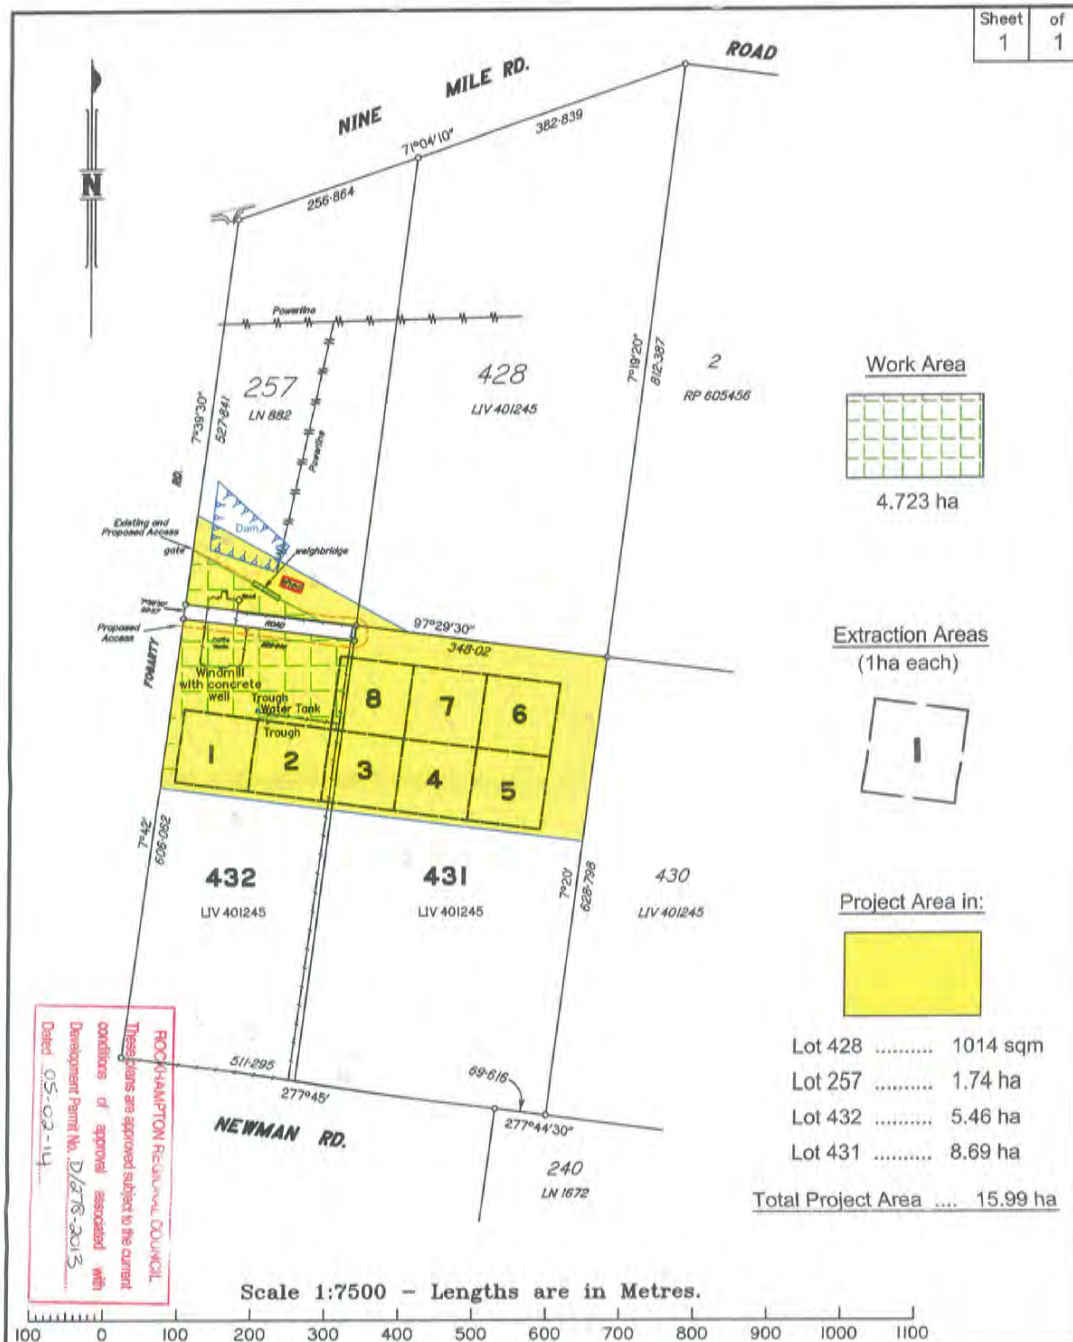 Sheet of
1 1
ROAD
NINE MILE RD.
382·839
71°04'10"
256·864
N
Powerline
257
LN 882
428
LIV 401245
2
RP 605456
7°19'20"
812·387
7°39'30"
527·841
RD.
Powerline
Work Area
4.723 ha
Dam
Existing and
Proposed Access
gate
weighbridge
shed
ROAD
97°29'30"
348·02
Proposed
Access
FOGARTY
Windmill
with concrete
well
Trough
Water Tank
Trough
8
7
6
1
2
3
4
5
Extraction Areas
(1ha each)
1
7°42'
606·062
432
LIV 401245
431
LIV 401245
7°20'
628·798
430
LIV 401245
Project Area in:
Lot 428 .......... 1014 sqm
Lot 257 .......... 1.74 ha
Lot 432 .......... 5.46 ha
Lot 431 .......... 8.69 ha
Total Project Area .... 15.99 ha
511·295
277°45'
69·616
277°44'30"
NEWMAN RD.
240
LN 1672
ROCKHAMPTON REGIONAL COUNCIL
These plans are approved subject to the current
conditions of approval associated with
Development Permit No. D/278-2013
Dated 05-02-14
Scale 1:7500 - Lengths are in Metres.
100 0 100 200 300 400 500 600 700 800 900 1000 1100